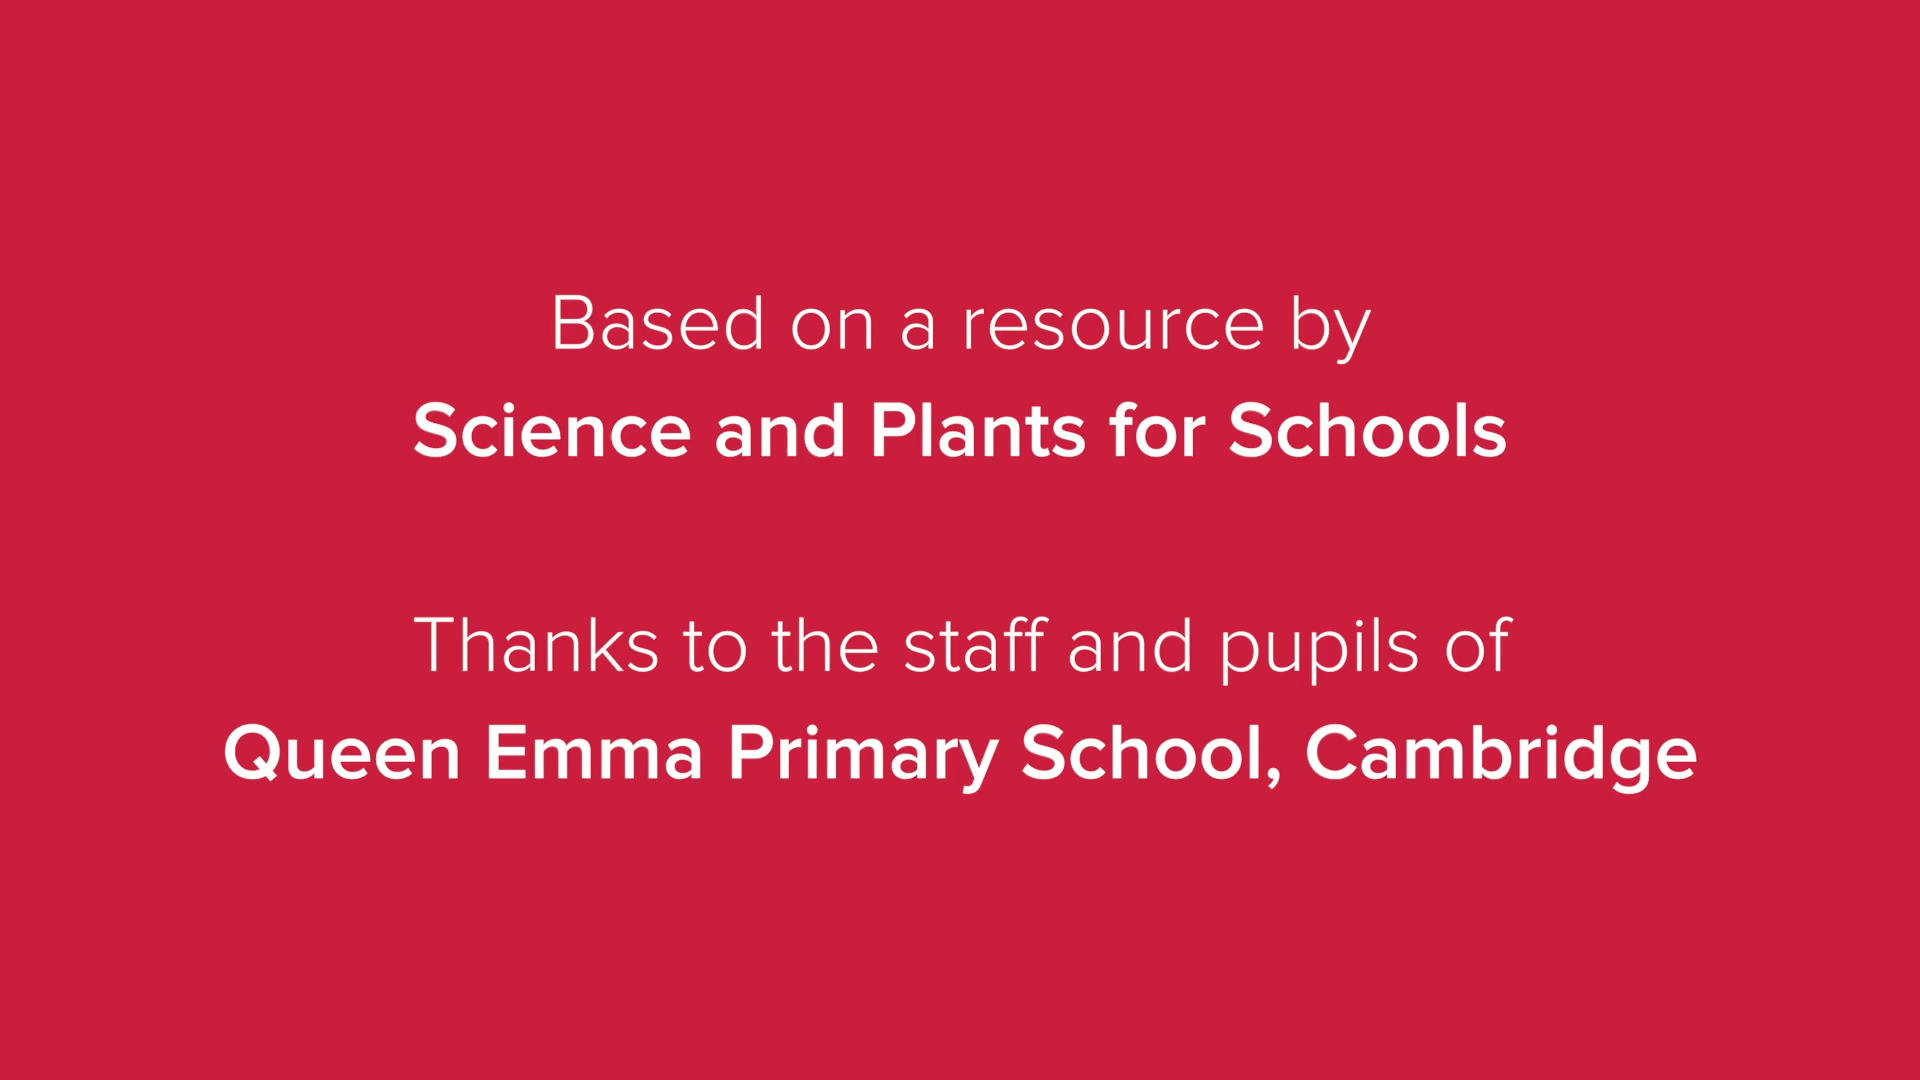 Based on a resource by
Science and Plants for Schools
Thanks to the staff and pupils of
Queen Emma Primary School, Cambridge